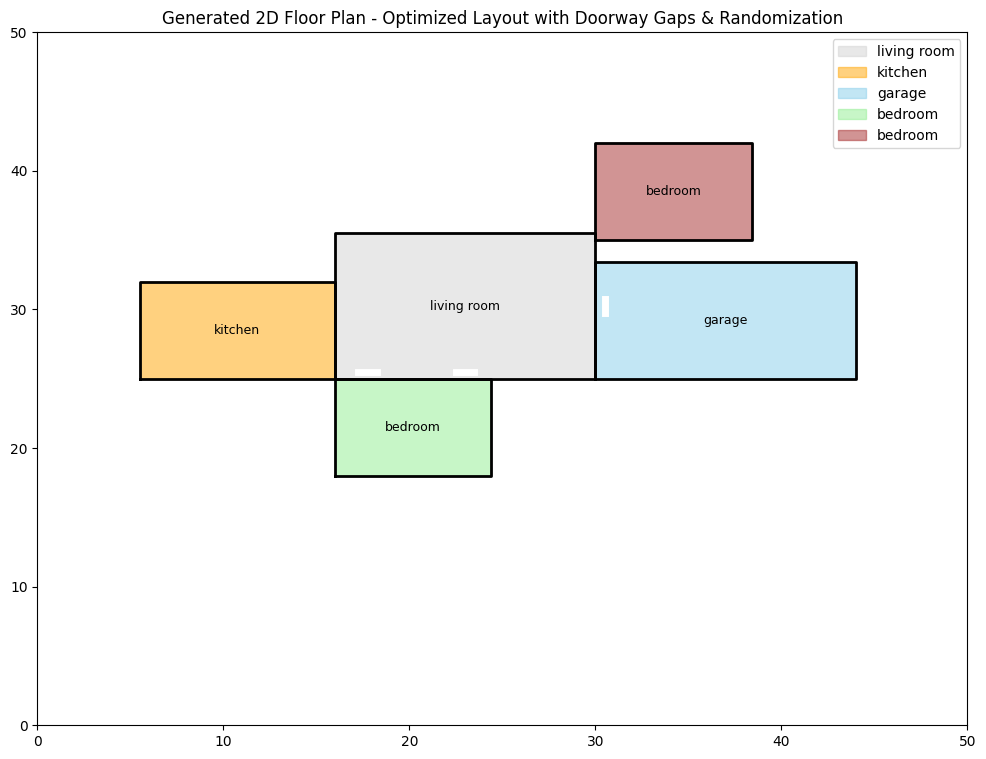 Generated 2D Floor Plan - Optimized Layout with Doorway Gaps & Randomization
50
living room
kitchen
garage
bedroom
bedroom
40
bedroom
30
living room
garage
kitchen
bedroom
20
10
0
0 10 20 30 40 50